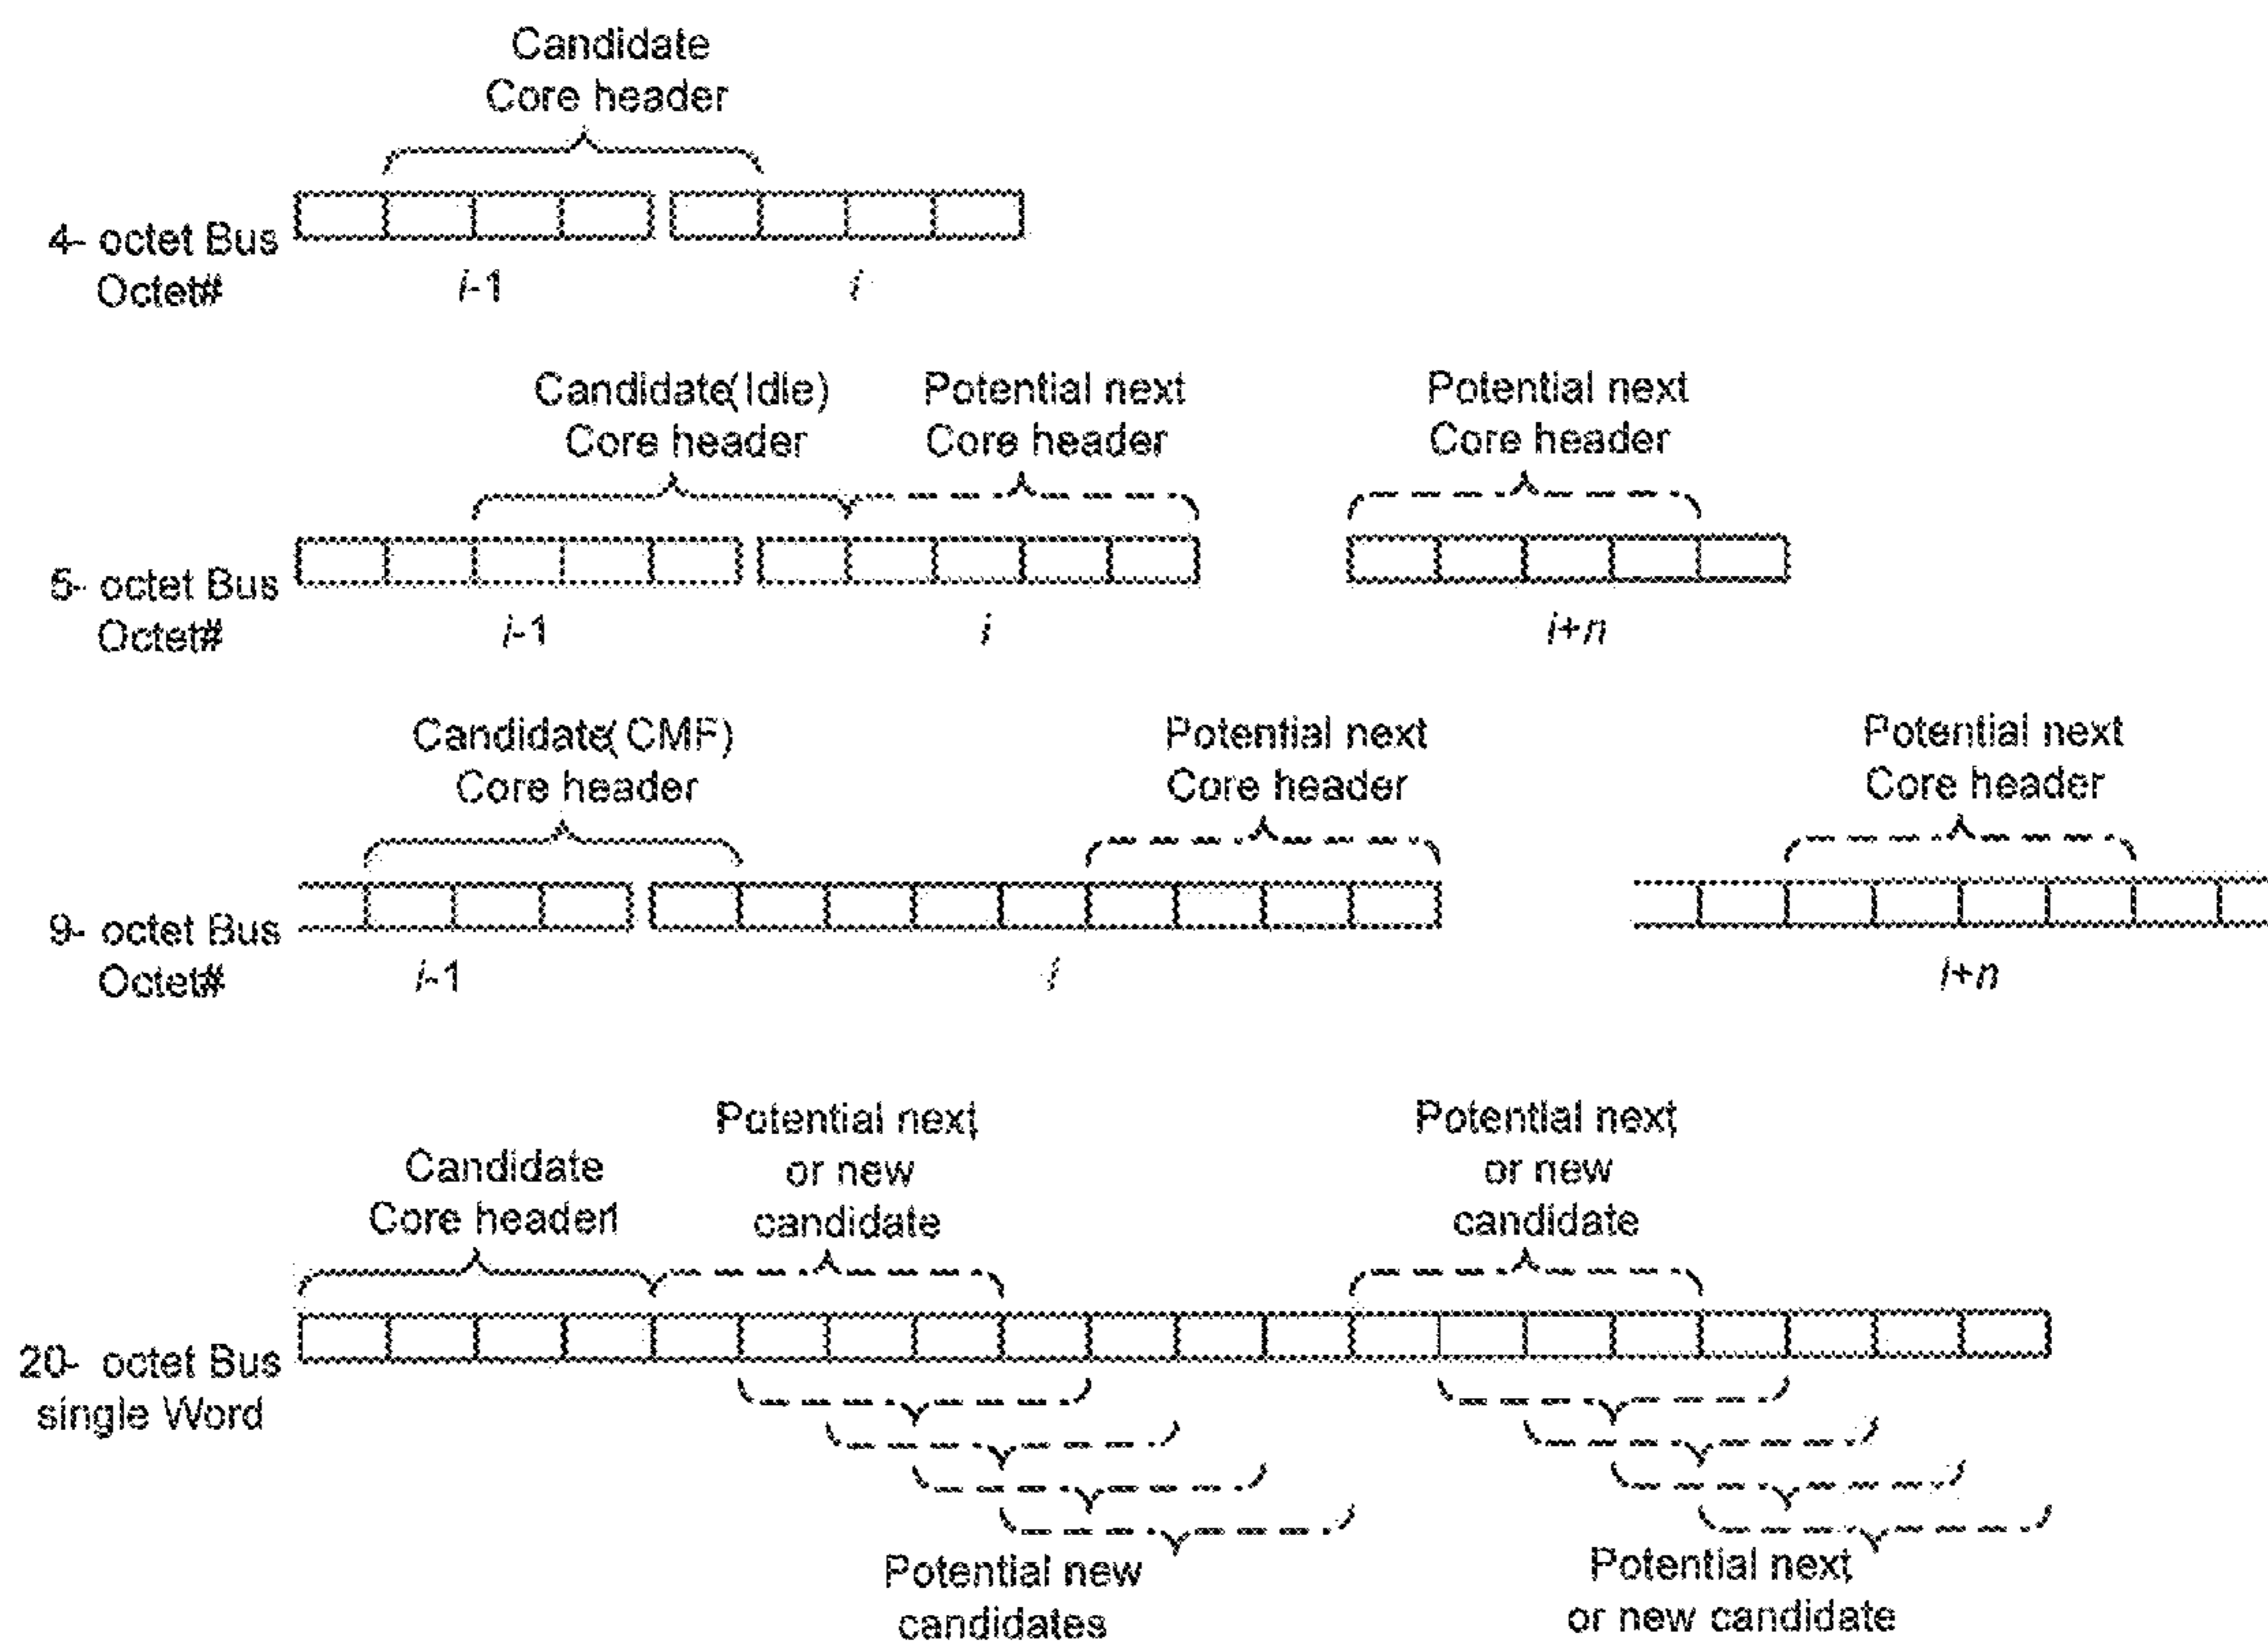 Candidate
Core header
4- octet Bus
Octet#
i-1
i
Candidate(Idle)
Core header
Potential next
Core header
Potential next
Core header
5- octet Bus
Octet#
i-1
i
i+n
Candidate(CMF)
Core header
Potential next
Core header
Potential next
Core header
9- octet Bus
Octet#
i-1
i
i+n
Candidate
Core header1
Potential next,
or new
candidate
Potential next,
or new
candidate
20- octet Bus
single Word
Potential new
candidates
Potential next,
or new candidate